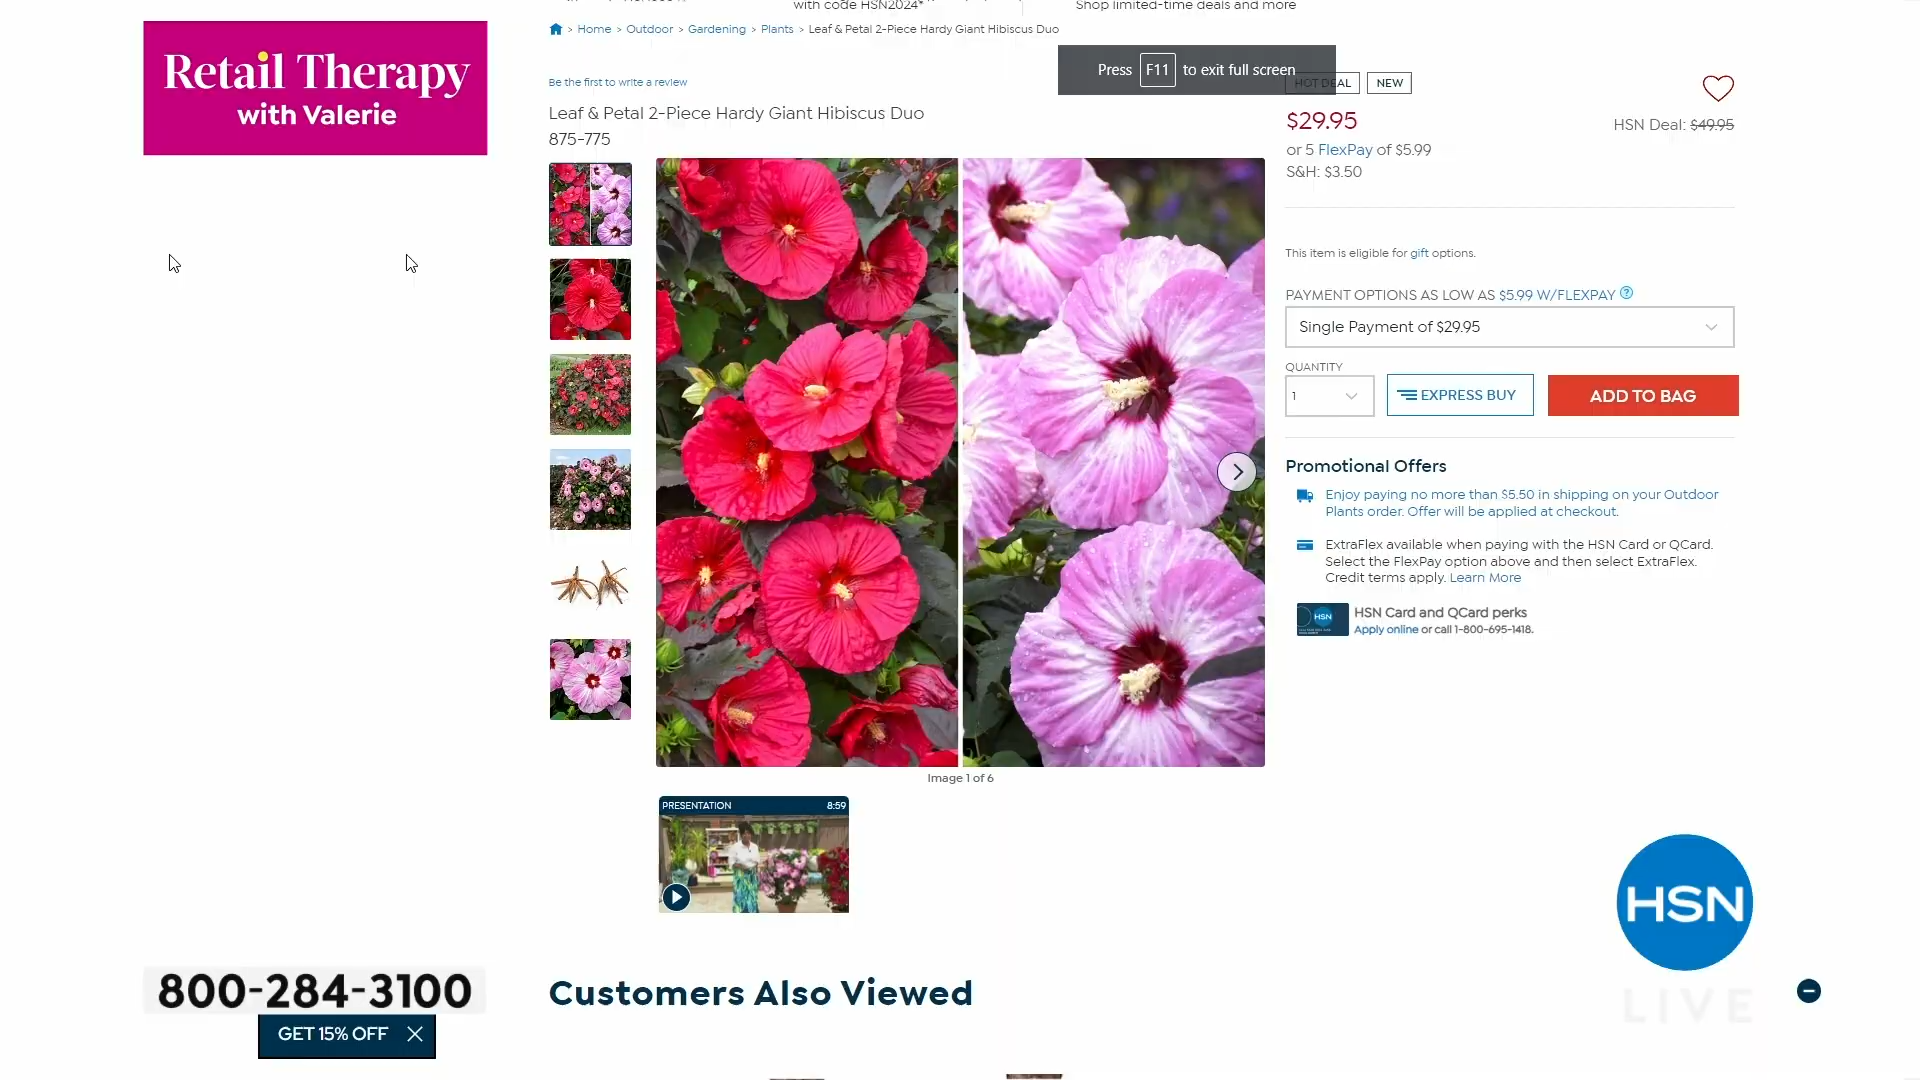 with code HSN2024*
Shop limited-time deals and more
Retail Therapy
with Valerie
> Home > Outdoor > Gardening > Plants > Leaf & Petal 2-Piece Hardy Giant Hibiscus Duo
Press F11 to exit full screen
HOT DEAL
NEW
Be the first to write a review
Leaf & Petal 2-Piece Hardy Giant Hibiscus Duo
875-775
$29.95
HSN Deal: $49.95
or 5 FlexPay of $5.99
S&H: $3.50
This item is eligible for gift options.
PAYMENT OPTIONS AS LOW AS $5.99 W/FLEXPAY ?
Single Payment of $29.95
QUANTITY
1
EXPRESS BUY
ADD TO BAG
Promotional Offers
Enjoy paying no more than $5.50 in shipping on your Outdoor
Plants order. Offer will be applied at checkout.
ExtraFlex available when paying with the HSN Card or QCard.
Select the FlexPay option above and then select ExtraFlex.
Credit terms apply. Learn More
HSN
HSN Card and QCard perks
Apply online or call 1-800-695-1418.
Image 1 of 6
PRESENTATION 8:59
HSN
LIVE
800-284-3100
GET 15% OFF
Customers Also Viewed